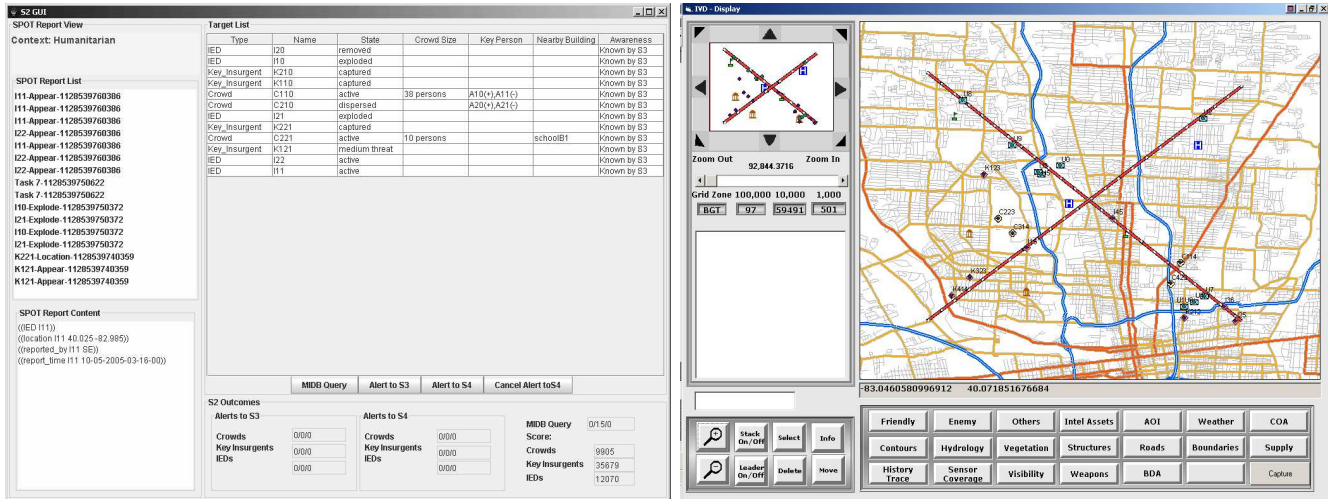 S2 GUI
SPOT Report View
Context: Humanitarian
SPOT Report List
I11-Appear-1128539760386
I11-Appear-1128539760386
I11-Appear-1128539760386
I22-Appear-1128539760386
I11-Appear-1128539760386
I22-Appear-1128539760386
I22-Appear-1128539760386
Task 7-1128539750622
Task 7-1128539750622
I10-Explode-1128539750372
I21-Explode-1128539750372
I10-Explode-1128539750372
I21-Explode-1128539750372
K221-Location-1128539740359
K121-Appear-1128539740359
K121-Appear-1128539740359
SPOT Report Content
((IED I11))
((location I11 40.025 -82.985))
((reported_by I11 SE))
((report_time I11 10-05-2005-03-16-00))
Target List
Type Name State Crowd Size Key Person Nearby Building Awareness
IED I20 removed Known by S3
IED I10 exploded Known by S3
Key_Insurgent K210 captured Known by S3
Key_Insurgent K110 captured Known by S3
Crowd C110 active 38 persons A10(+),A11(-) Known by S3
Crowd C210 dispersed A20(+),A21(-) Known by S3
IED I21 exploded Known by S3
Key_Insurgent K221 captured Known by S3
Crowd C221 active 10 persons schoolB1 Known by S3
Key_Insurgent K121 medium threat Known by S3
IED I22 active Known by S3
IED I11 active Known by S3
MIDB Query Alert to S3 Alert to S4 Cancel Alert toS4
S2 Outcomes
Alerts to S3
Crowds 0/0/0
Key Insurgents 0/0/0
IEDs 0/0/0
Alerts to S4
Crowds 0/0/0
Key Insurgents 0/0/0
IEDs 0/0/0
MIDB Query 0/15/0
Score:
Crowds 9905
Key Insurgents 35679
IEDs 12070
IVD - Display
H
H
Zoom Out 92,844.3716 Zoom In
Grid Zone 100,000 10,000 1,000
BGT 97 59491 501
U8
U9
U0
K123
H
H
C223
C314
I45
K323
K414
C423
U7
I36
K212
-83.0460580996912 40.071851676684
Stack On/Off Select Info
Leader On/Off Delete Move
Friendly Enemy Others Intel Assets AOI Weather COA
Contours Hydrology Vegetation Structures Roads Boundaries Supply
History Trace Sensor Coverage Visibility Weapons BDA Capture